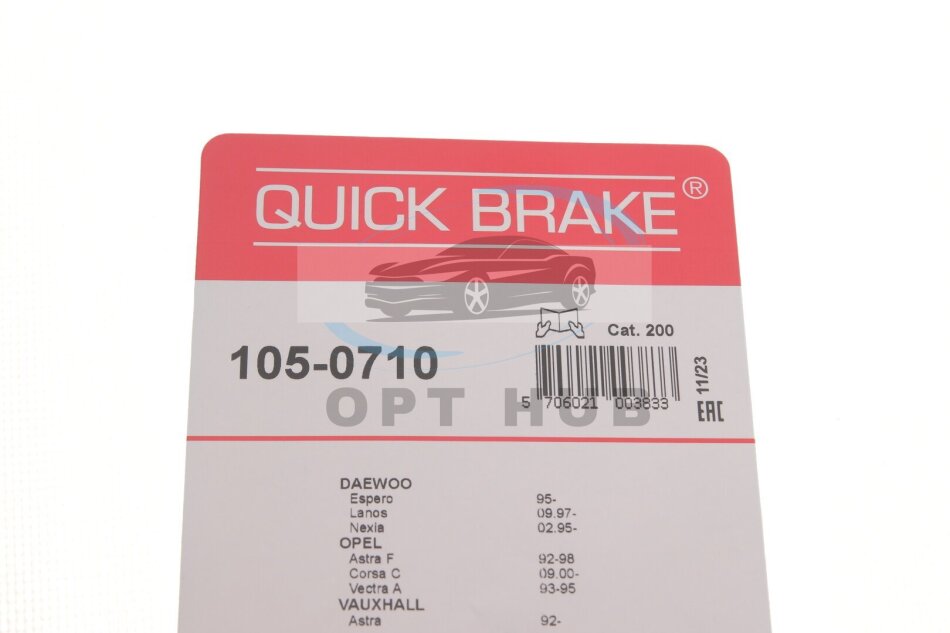 QUICK BRAKE®
Cat. 200
105-0710
11/23
5 706021 003833
EAC
OPT HUB
DAEWOO
Espero 95-
Lanos 09.97-
Nexia 02.95-
OPEL
Astra F 92-98
Corsa C 09.00-
Vectra A 93-95
VAUXHALL
Astra 92-